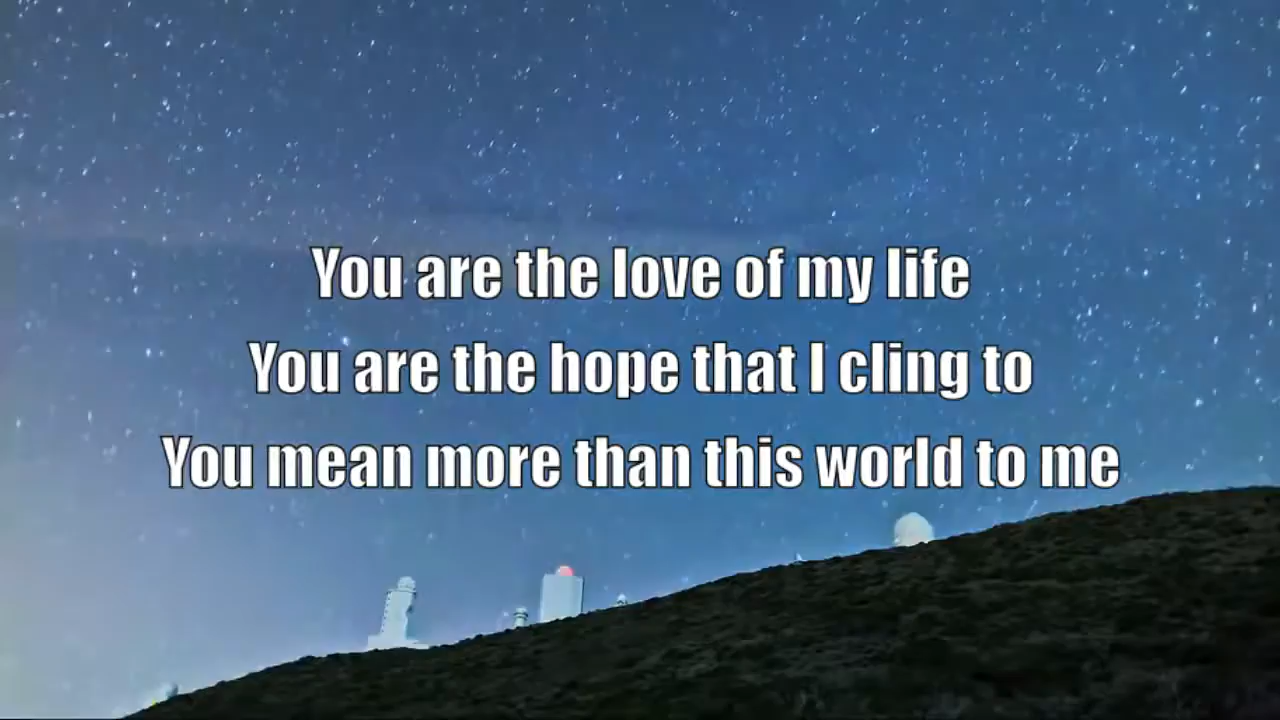 You are the love of my life
You are the hope that I cling to
You mean more than this world to me